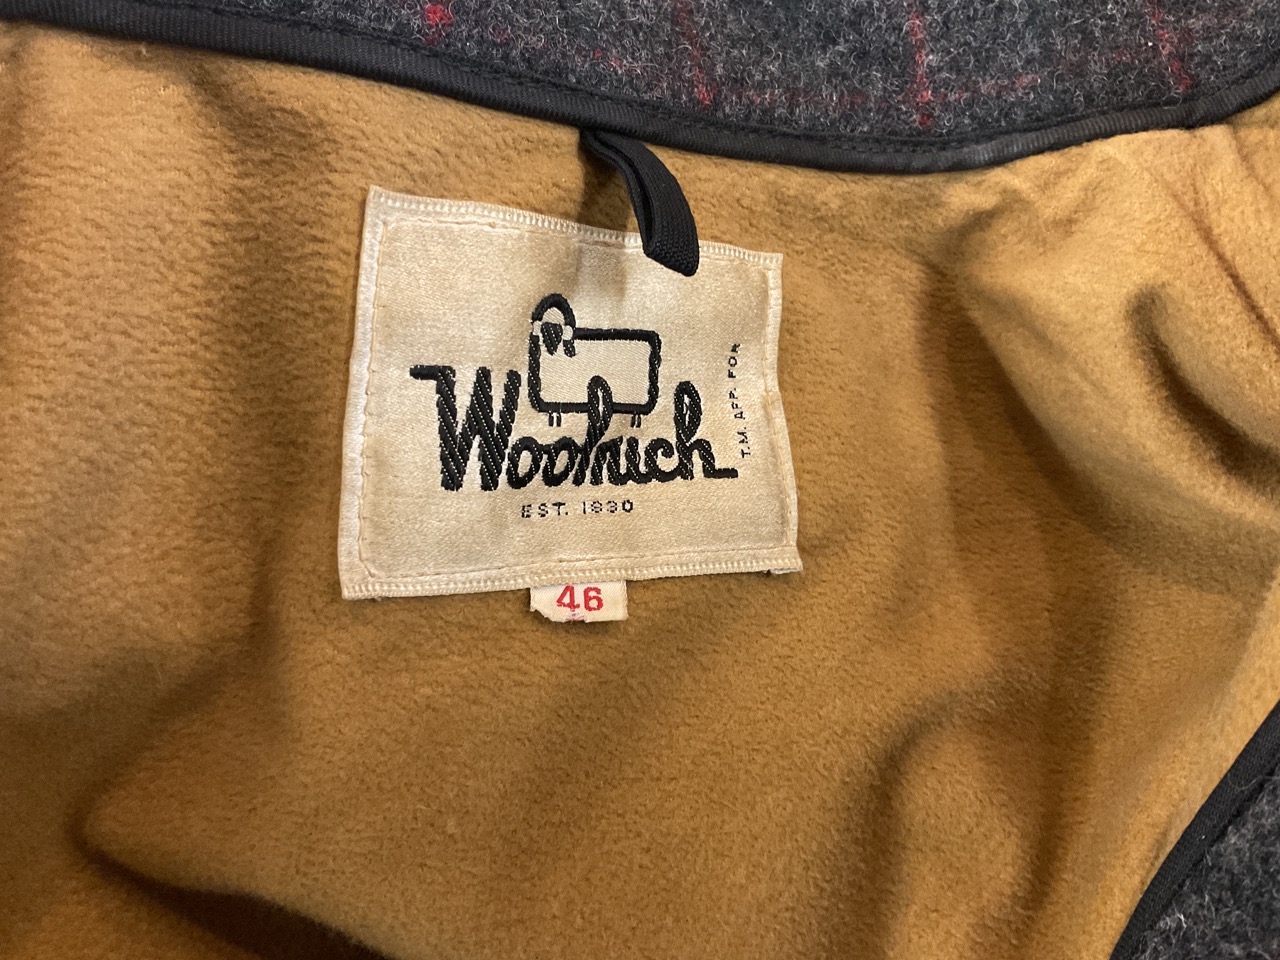 Woolrich
T.M. APP. FOR
EST. 1830
46